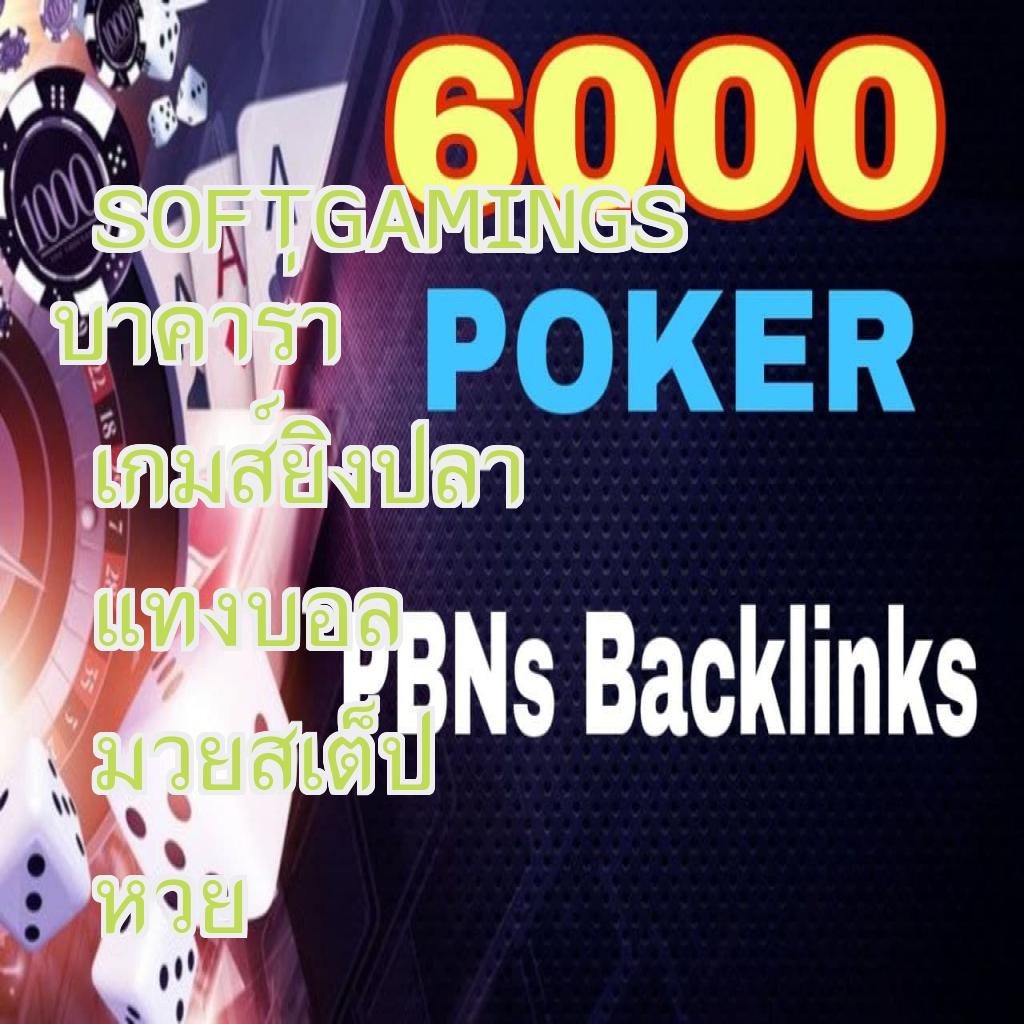 6000
SOFTGAMINGS
บาคาร่า
POKER
เกมส์ยิงปลา
แทงบอล
PBNs Backlinks
มวยสเต็ป
หวย
1000
1000
A
A